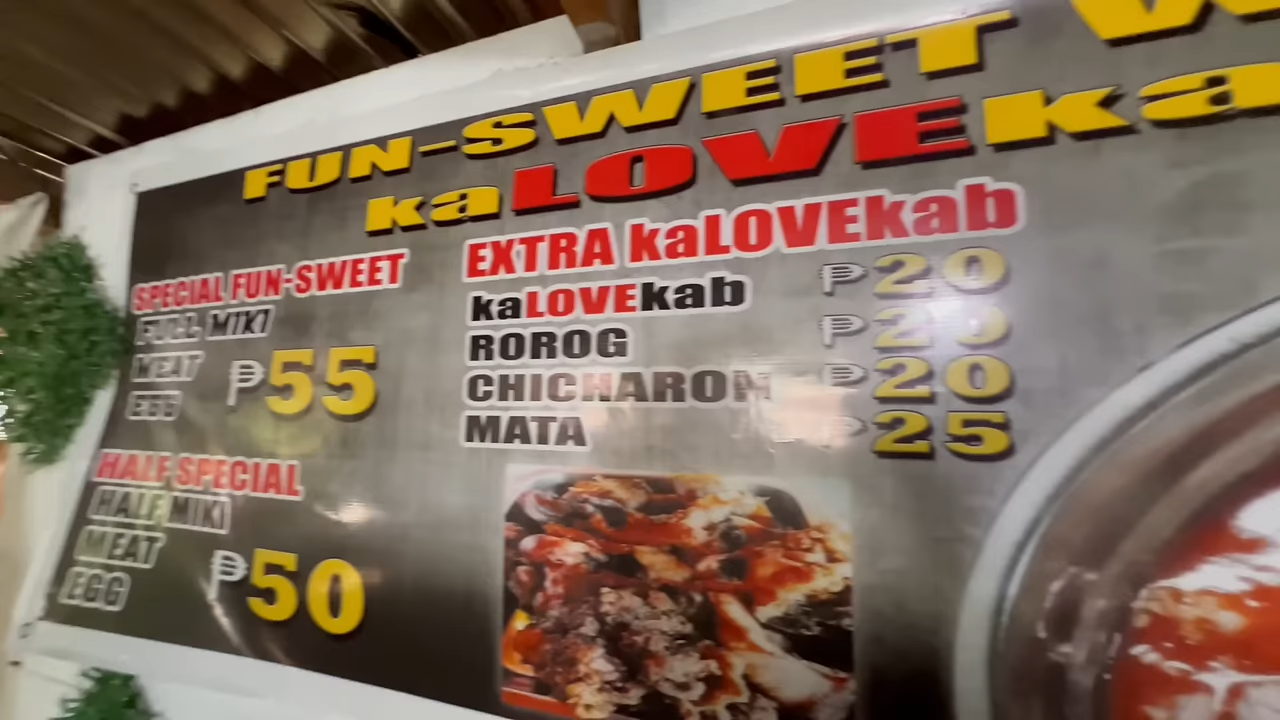 FUN-SWEET
kaLOVEka
SPECIAL FUN-SWEET
FULL MIKI
MEAT
EGG
₱55
HALF SPECIAL
HALF MIKI
MEAT
EGG
₱50
EXTRA kaLOVEkab
kaLOVEkab ₱20
ROROG ₱20
CHICHARON ₱20
MATA ₱25